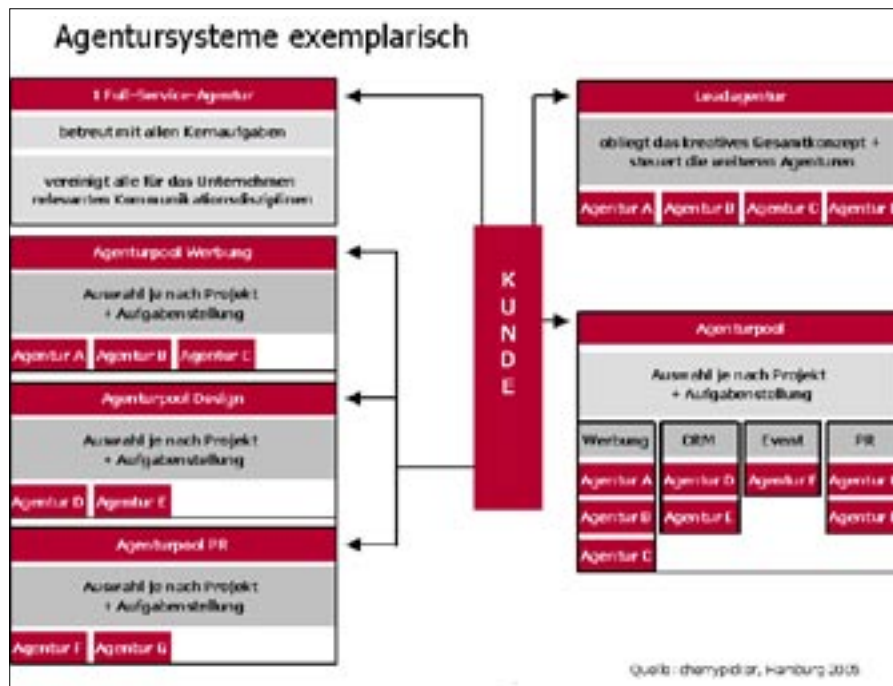 Agentursysteme exemplarisch
1 Full-Service-Agentur
betreut mit allen Kernaufgaben
vereinigt alle für das Unternehmen
relevanten Kommunikationsdisziplinen
Agenturpool Werbung
Auswahl je nach Projekt
+ Aufgabenstellung
Agentur A
Agentur B
Agentur C
Agenturpool Design
Auswahl je nach Projekt
+ Aufgabenstellung
Agentur D
Agentur E
Agenturpool PR
Auswahl je nach Projekt
+ Aufgabenstellung
Agentur F
Agentur G
KUNDE
Leadagentur
obliegt das kreatives Gesamtkonzept +
steuert die weiteren Agenturen
Agentur A
Agentur B
Agentur C
Agentur
Agenturpool
Auswahl je nach Projekt
+ Aufgabenstellung
Werbung
Agentur A
Agentur B
Agentur C
CRM
Agentur D
Agentur E
Event
Agentur F
PR
Agentur
Agentur
Quelle: cherrypicker, Hamburg 2005